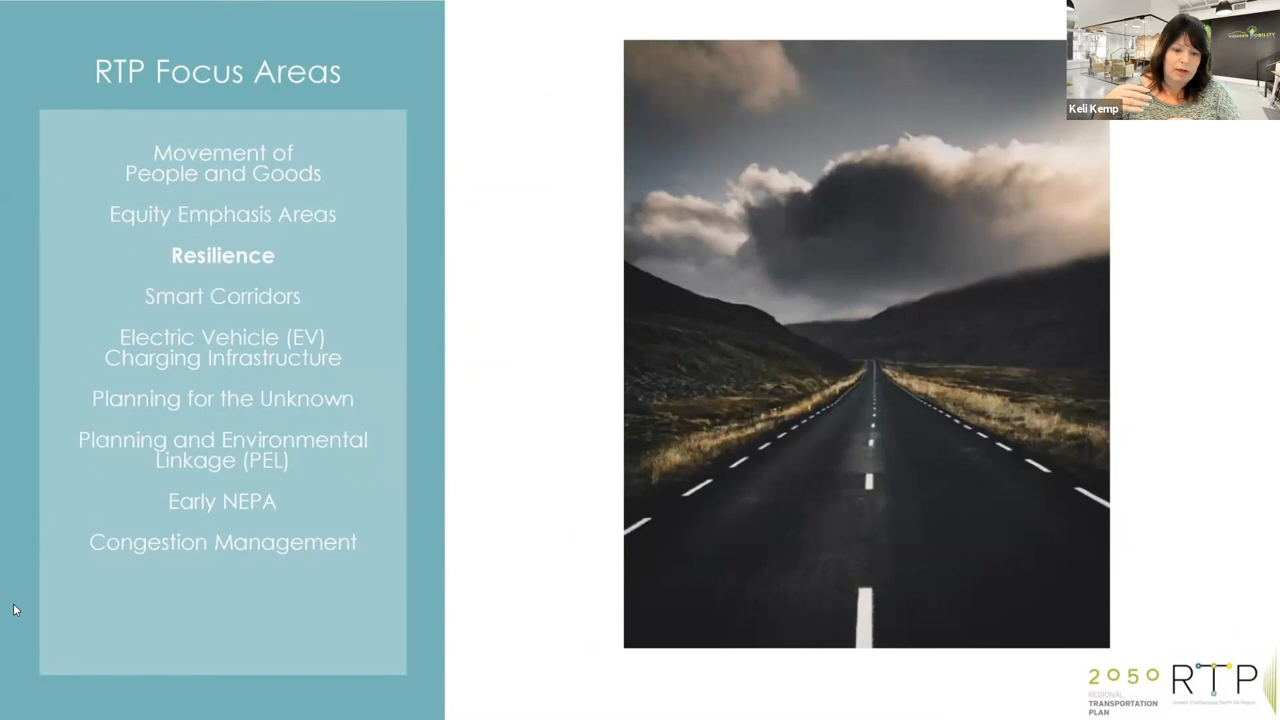 RTP Focus Areas
Movement of
People and Goods
Equity Emphasis Areas
Resilience
Smart Corridors
Electric Vehicle (EV)
Charging Infrastructure
Planning for the Unknown
Planning and Environmental
Linkage (PEL)
Early NEPA
Congestion Management
MODERN MOBILITY
Keli Kemp
2050
REGIONAL
TRANSPORTATION
PLAN
RTP